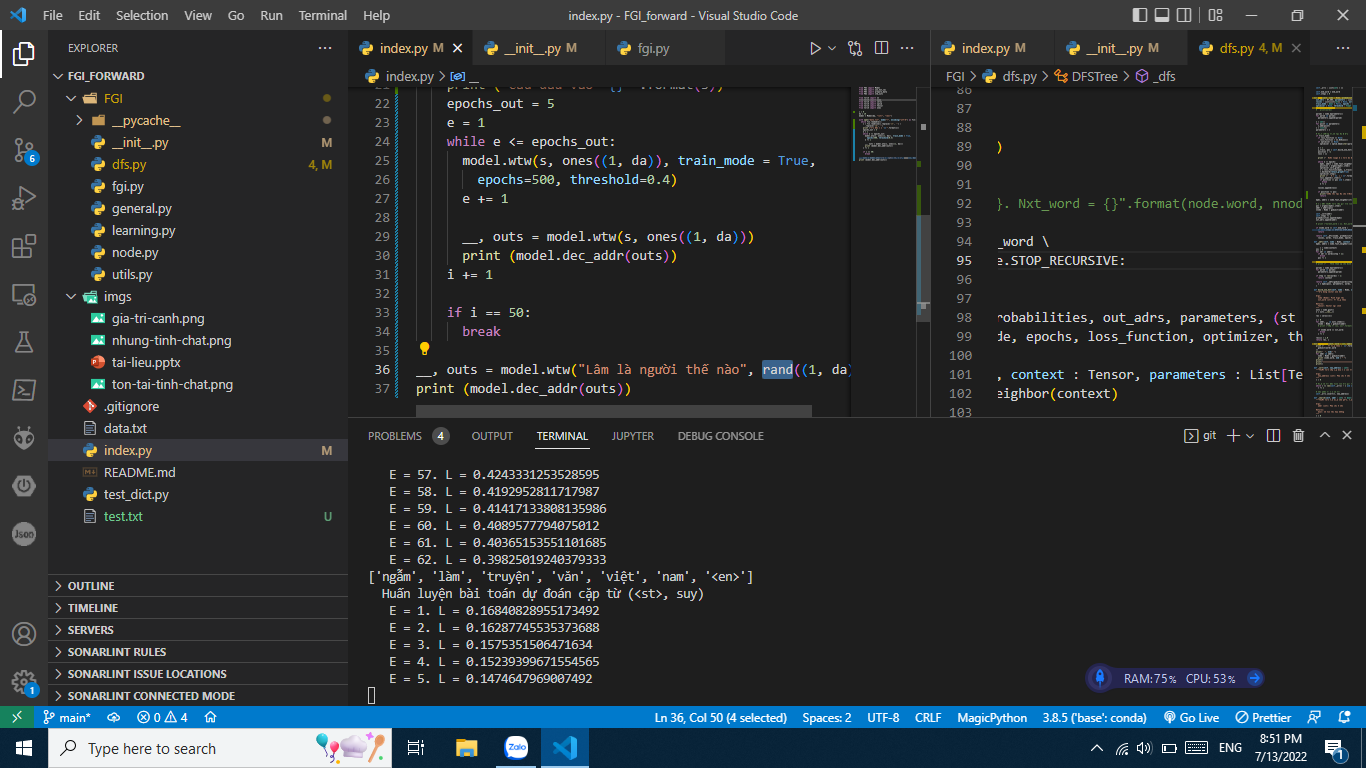 File Edit Selection View Go Run Terminal Help
index.py - FGI_forward - Visual Studio Code
EXPLORER
FGI_FORWARD
FGI
__pycache__
__init__.py M
dfs.py 4, M
fgi.py
general.py
learning.py
node.py
utils.py
imgs
gia-tri-canh.png
nhung-tinh-chat.png
tai-lieu.pptx
ton-tai-tinh-chat.png
.gitignore
data.txt
index.py M
README.md
test_dict.py
test.txt U
OUTLINE
TIMELINE
SERVERS
SONARLINT RULES
SONARLINT ISSUE LOCATIONS
SONARLINT CONNECTED MODE
6
1
Json
index.py M
__init__.py M
fgi.py
index.py > __
22 epochs_out = 5
23 e = 1
24 while e <= epochs_out:
25 model.wtw(s, ones((1, da)), train_mode = True,
26 epochs=500, threshold=0.4)
27 e += 1
28
29 __, outs = model.wtw(s, ones((1, da)))
30 print (model.dec_addr(outs))
31 i += 1
32
33 if i == 50:
34 break
35
36 __, outs = model.wtw("Lâm là người thế nào", rand((1, da)
37 print (model.dec_addr(outs))
index.py M
__init__.py M
dfs.py 4, M
FGI > dfs.py > DFSTree > _dfs
86
87
88
89 )
90
91
92 }. Nxt_word = {}".format(node.word, nnod
93
94 _word \
95 e.STOP_RECURSIVE:
96
97
98 robabilities, out_adrs, parameters, (st
99 de, epochs, loss_function, optimizer, th
100
101 , context : Tensor, parameters : List[Te
102 eighbor(context)
103
PROBLEMS 4 OUTPUT TERMINAL JUPYTER DEBUG CONSOLE
git
E = 57. L = 0.4243331253528595
E = 58. L = 0.4192952811717987
E = 59. L = 0.41417133808135986
E = 60. L = 0.4089577794075012
E = 61. L = 0.40365153551101685
E = 62. L = 0.39825019240379333
['ngẫm', 'làm', 'truyện', 'văn', 'việt', 'nam', '<en>']
Huấn luyện bài toán dự đoán cặp từ (<st>, suy)
E = 1. L = 0.16840828955173492
E = 2. L = 0.16287745535373688
E = 3. L = 0.1575351506471634
E = 4. L = 0.15239399671554565
E = 5. L = 0.1474647969007492
RAM:75% CPU:53%
main* 0 4 Ln 36, Col 50 (4 selected) Spaces: 2 UTF-8 CRLF MagicPython 3.8.5 ('base': conda) Go Live Prettier
Type here to search
Zalo
ENG
8:51 PM
7/13/2022
1